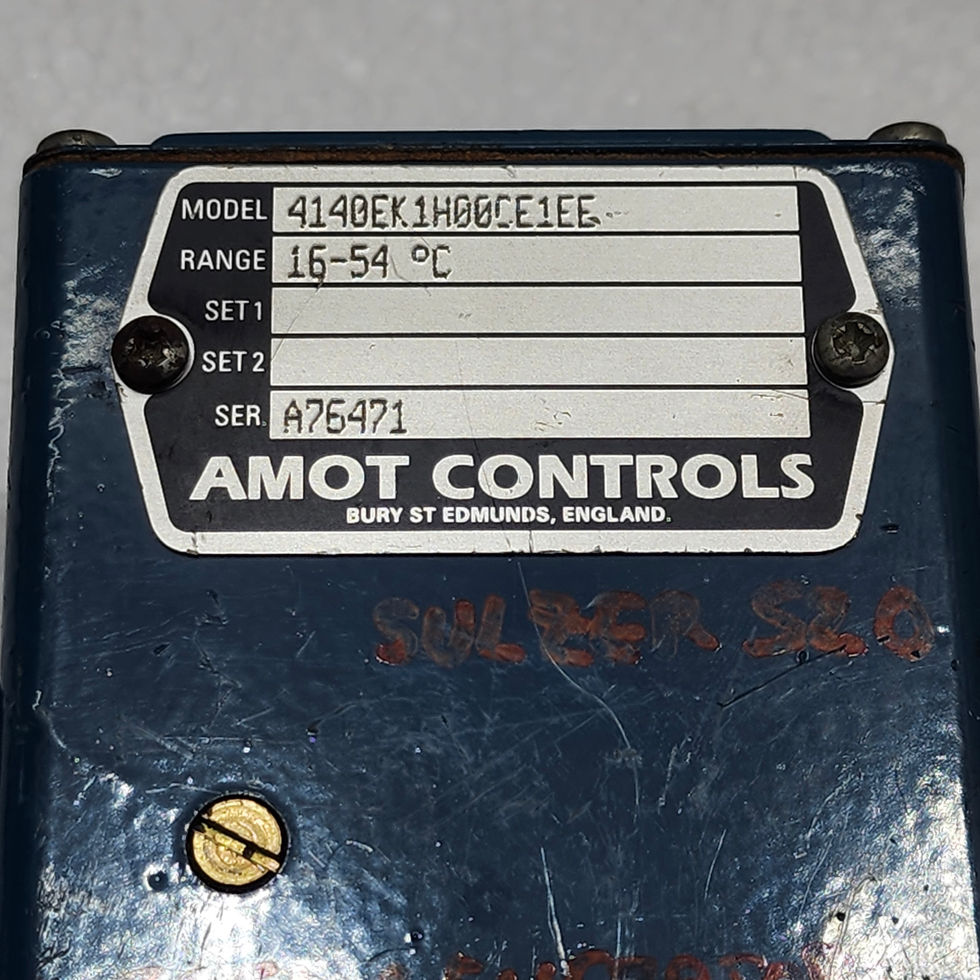 MODEL 4140EK1H00CE1EE
RANGE 16-54 °C
SET 1
SET 2
SER. A76471
AMOT CONTROLS
BURY ST EDMUNDS, ENGLAND.
SULZER S20